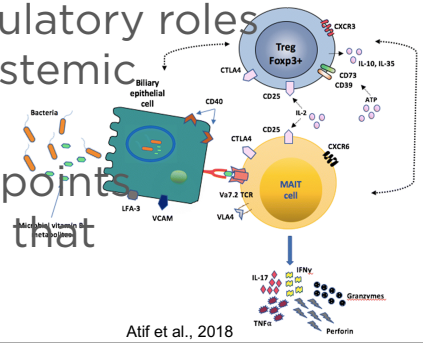 ulatory roles
stemic
points
that
Treg
Foxp3+
CXCR3
IL-10, IL-35
CD73
CD39
ATP
CTLA4
CD25
IL-2
CD25
CTLA4
CXCR6
Biliary
epithelial
cell
CD40
Bacteria
LFA-3
VCAM
Va7.2 TCR
VLA4
MAIT
cell
Microbial vitamin B
metabolites
IL-17
IFNγ
TNFα
Granzymes
Perforin
Atif et al., 2018